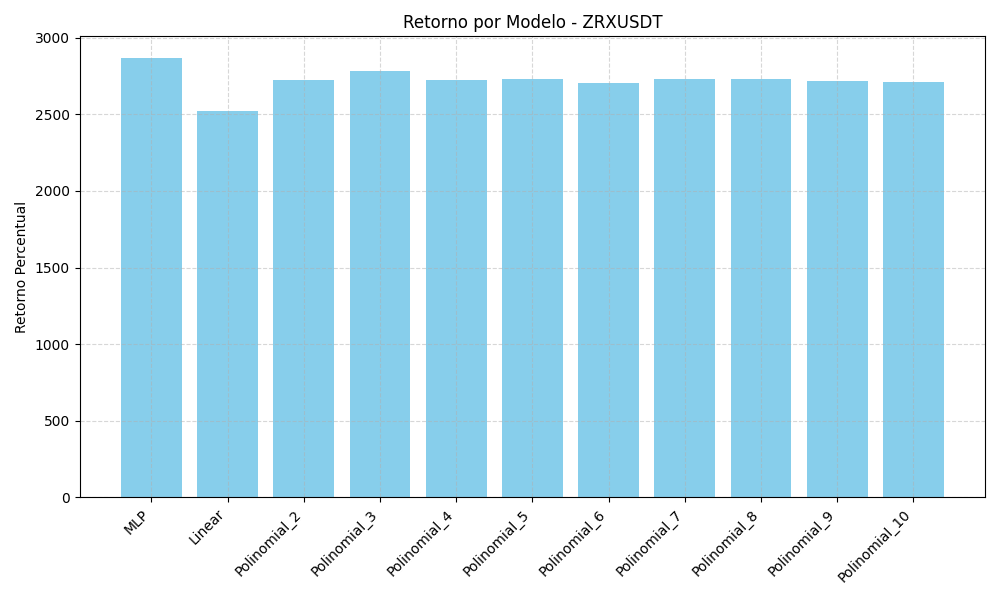 Retorno por Modelo - ZRXUSDT
Retorno Percentual
3000
2500
2000
1500
1000
500
0
MLP
Linear
Polinomial_2
Polinomial_3
Polinomial_4
Polinomial_5
Polinomial_6
Polinomial_7
Polinomial_8
Polinomial_9
Polinomial_10